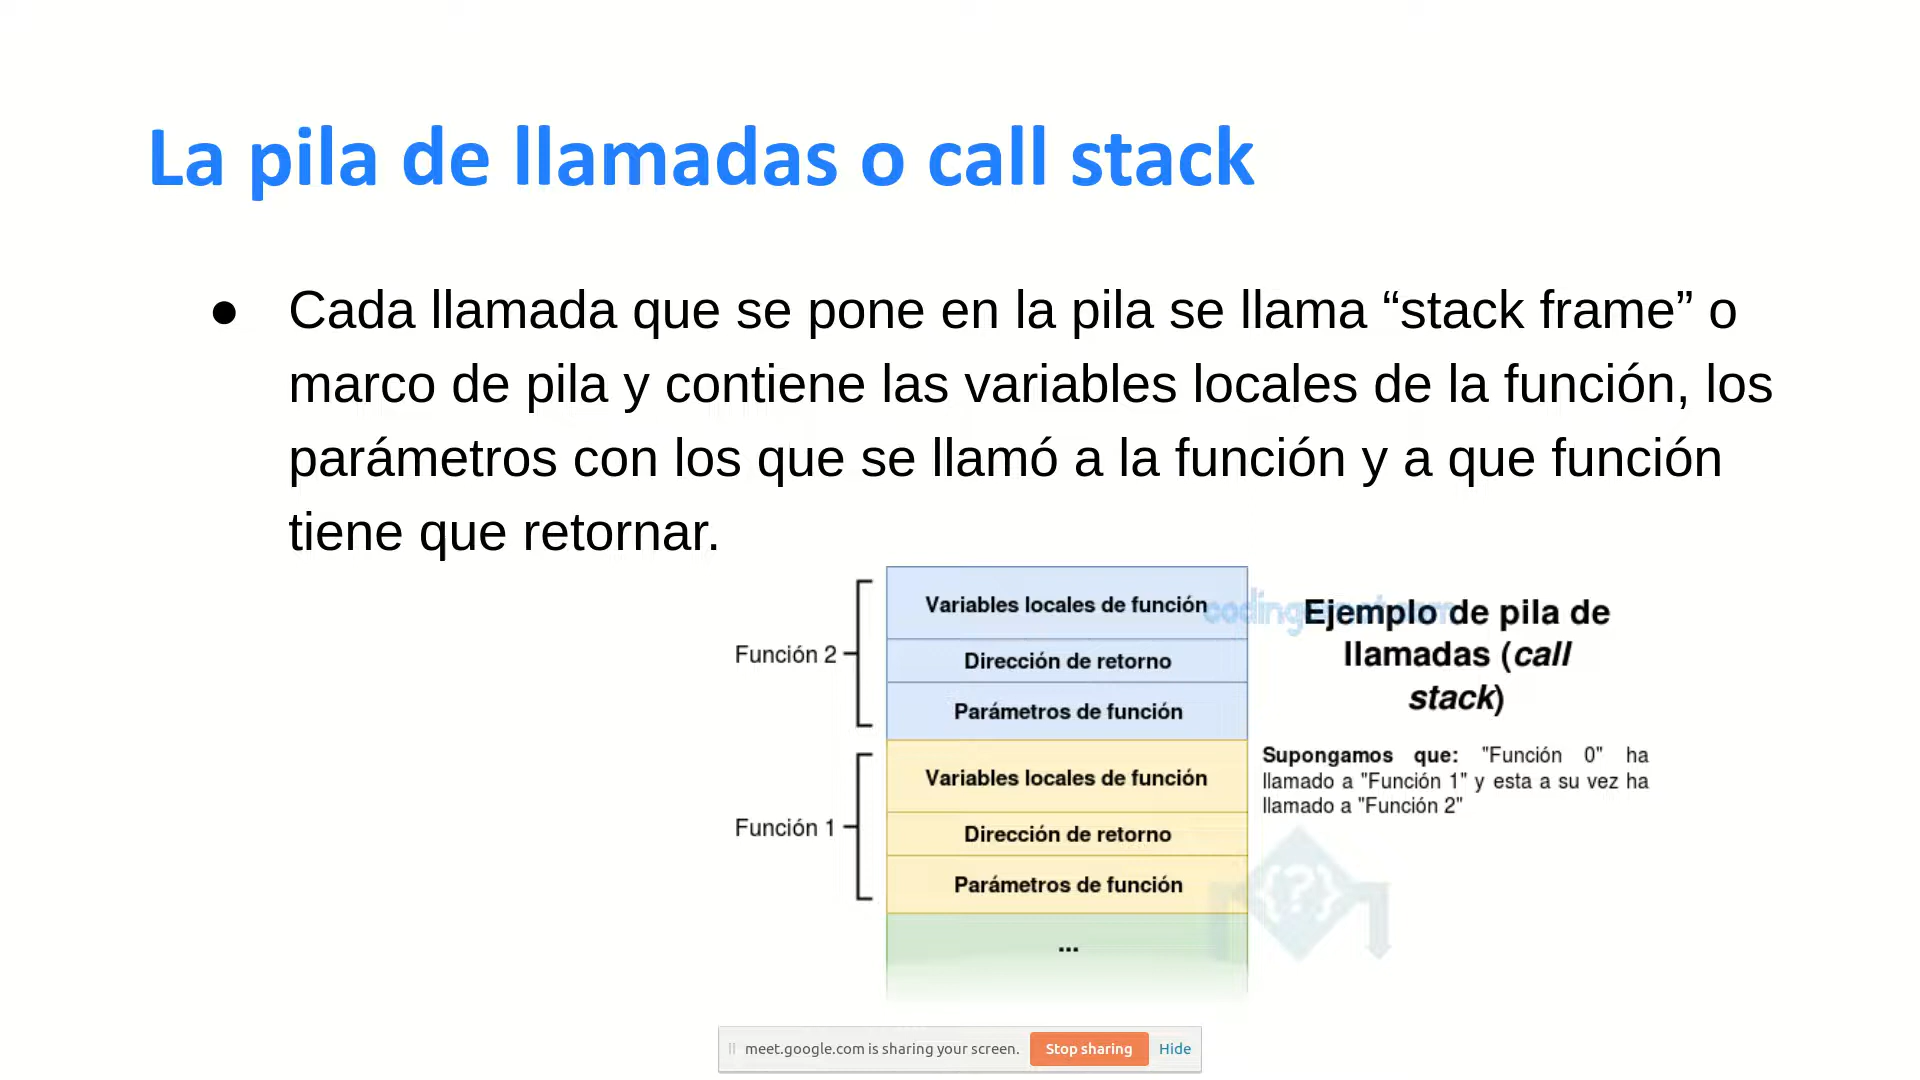 La pila de llamadas o call stack
● Cada llamada que se pone en la pila se llama “stack frame” o
marco de pila y contiene las variables locales de la función, los
parámetros con los que se llamó a la función y a que función
tiene que retornar.
Función 2
Variables locales de función
Dirección de retorno
Parámetros de función
Función 1
Variables locales de función
Dirección de retorno
Parámetros de función
...
Ejemplo de pila de
llamadas (call
stack)
Supongamos que: "Función 0" ha
llamado a "Función 1" y esta a su vez ha
llamado a "Función 2"
{?}
meet.google.com is sharing your screen. Stop sharing Hide